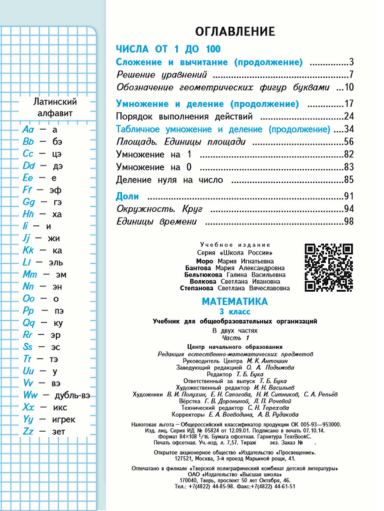 Латинский
алфавит
Aa — а
Bb — бэ
Cc — цэ
Dd — дэ
Ee — е
Ff — эф
Gg — гэ
Hh — ха
Ii — и
Jj — жи
Kk — ка
Ll — эль
Mm — эм
Nn — эн
Oo — о
Pp — пэ
Qq — ку
Rr — эр
Ss — эс
Tt — тэ
Uu — у
Vv — вэ
Ww — дубль-вэ
Xx — икс
Yy — игрек
Zz — зет
ОГЛАВЛЕНИЕ
ЧИСЛА ОТ 1 ДО 100
Сложение и вычитание (продолжение) ............3
Решение уравнений ............7
Обозначение геометрических фигур буквами ...10
Умножение и деление (продолжение) ............17
Порядок выполнения действий ............24
Табличное умножение и деление (продолжение) ....34
Площадь. Единицы площади ............56
Умножение на 1 ............82
Умножение на 0 ............83
Деление нуля на число ............85
Доли ............91
Окружность. Круг ............94
Единицы времени ............98
Учебное издание
Серия «Школа России»
Моро Мария Игнатьевна
Бантова Мария Александровна
Бельтюкова Галина Васильевна
Волкова Светлана Ивановна
Степанова Светлана Вячеславовна
МАТЕМАТИКА
3 класс
Учебник для общеобразовательных организаций
В двух частях
Часть 1
Центр начального образования
Редакция естественно-математических предметов
Руководитель Центра М. К. Антошин
Заведующий редакцией О. А. Подымова
Редактор Т. Б. Бука
Ответственный за выпуск Т. Б. Бука
Художественный редактор И. Н. Васильев
Художники В. И. Полухин, Е. Н. Сапагова, Н. И. Ситников, С. А. Репьёв
Вёрстка Г. В. Доронина, Л. П. Рочевой
Технический редактор С. Н. Терехова
Корректоры Е. А. Воеводина, А. В. Рудакова
Налоговая льгота — Общероссийский классификатор продукции ОК 005-93—953000.
Изд. лиц. Серия ИД № 05824 от 12.09.01. Подписано в печать 07.10.14.
Формат 84×108 1/16. Бумага офсетная. Гарнитура TextBookC.
Печать офсетная. Уч.-изд. л. 7,57. Тираж экз. Заказ №
Открытое акционерное общество «Издательство «Просвещение».
127521, Москва, 3-й проезд Марьиной рощи, 41.
Отпечатано в филиале «Тверской полиграфический комбинат детской литературы»
ОАО «Издательство «Высшая школа»
170040, Тверь, проспект 50 лет Октября, 46.
Тел.: +7(4822) 44-85-98. Факс: +7(4822) 44-61-51